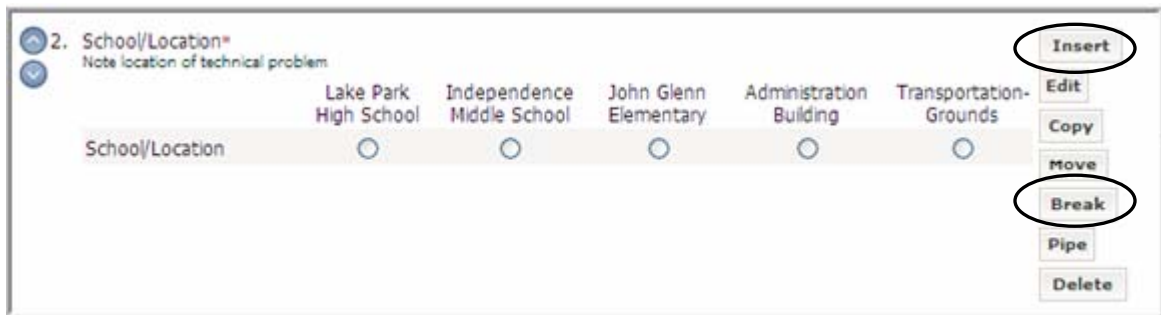 2. School/Location*
Note location of technical problem
Lake Park High School
Independence Middle School
John Glenn Elementary
Administration Building
Transportation-Grounds
School/Location
Insert
Edit
Copy
Move
Break
Pipe
Delete